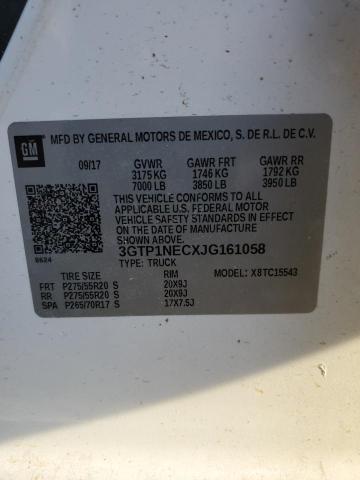 GM
MFD BY GENERAL MOTORS DE MEXICO, S. DE R.L. DE C.V.
09/17 GVWR GAWR FRT GAWR RR
3175 KG 1746 KG 1792 KG
7000 LB 3850 LB 3950 LB
THIS VEHICLE CONFORMS TO ALL
APPLICABLE U.S. FEDERAL MOTOR
VEHICLE SAFETY STANDARDS IN
EFFECT ON THE DATE OF
MANUFACTURE SHOWN ABOVE.
3GTP1NECXJG161058
8624 TYPE: TRUCK
TIRE SIZE RIM MODEL: X8TC15543
FRT P275/55R20 S 20X9J
RR P275/55R20 S 20X9J
SPA P265/70R17 S 17X7.5J